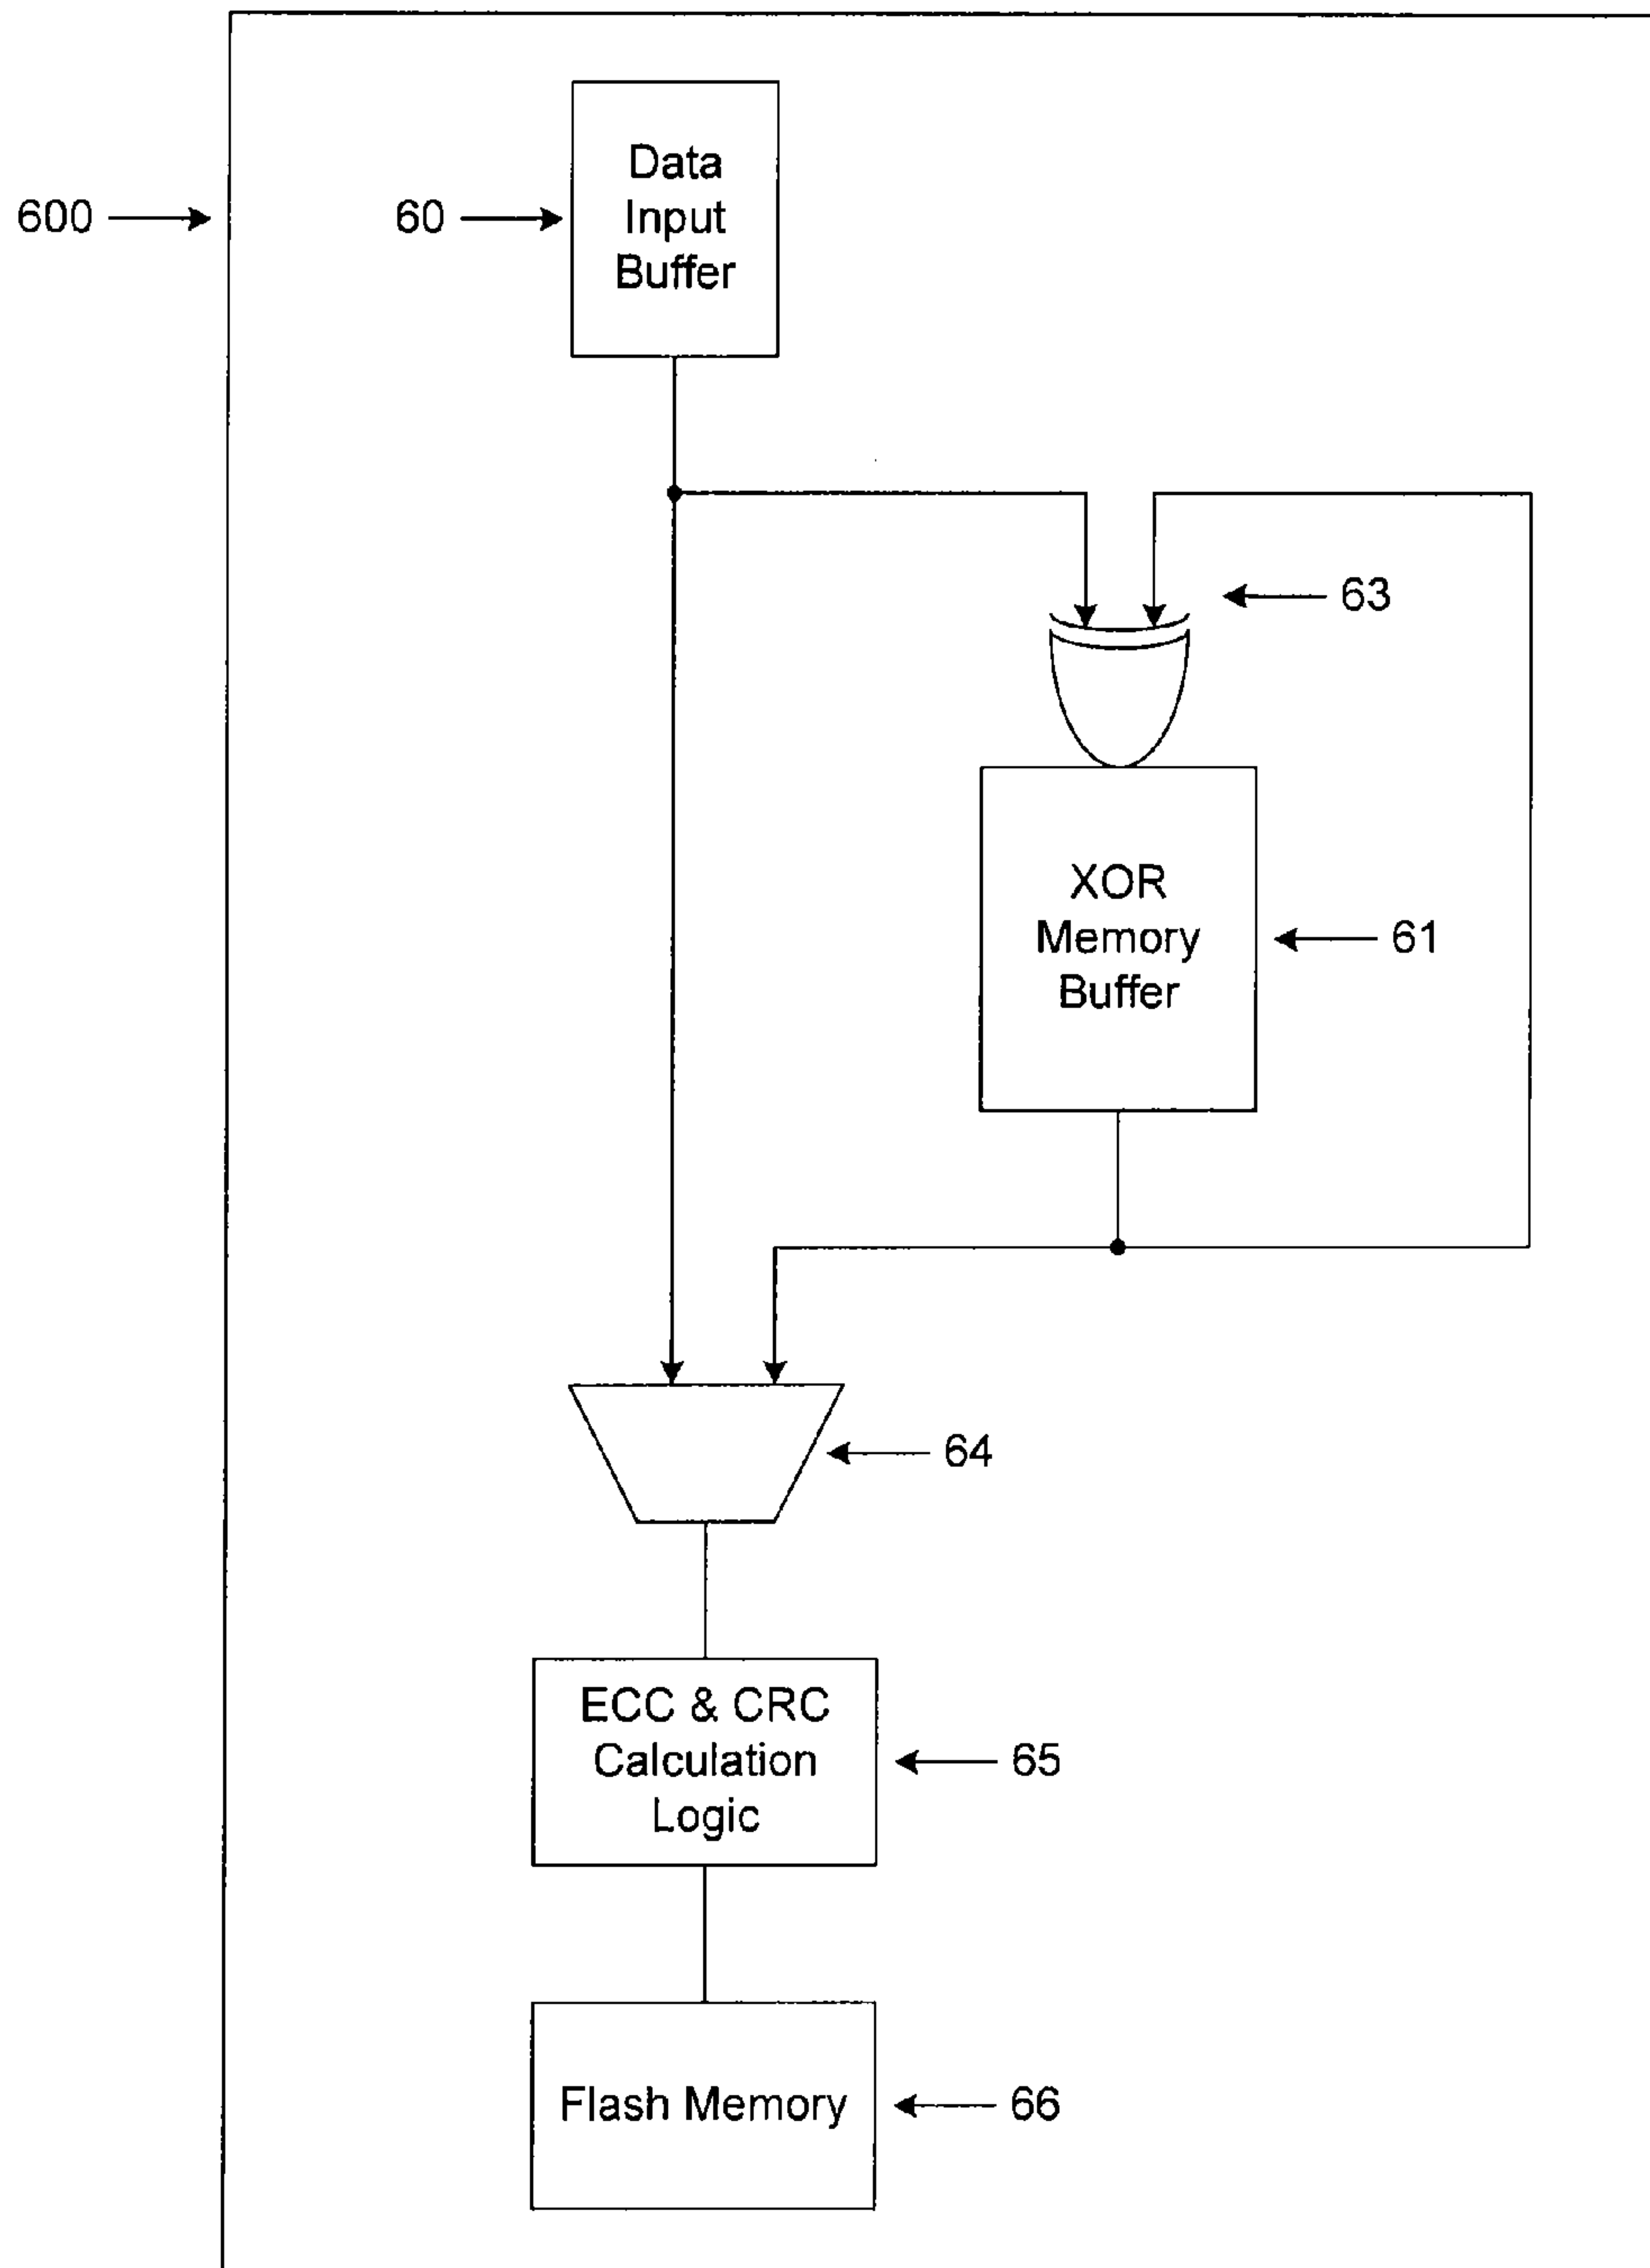 600
60
Data
Input
Buffer
63
XOR
Memory
Buffer
61
64
ECC & CRC
Calculation
Logic
65
Flash Memory
66